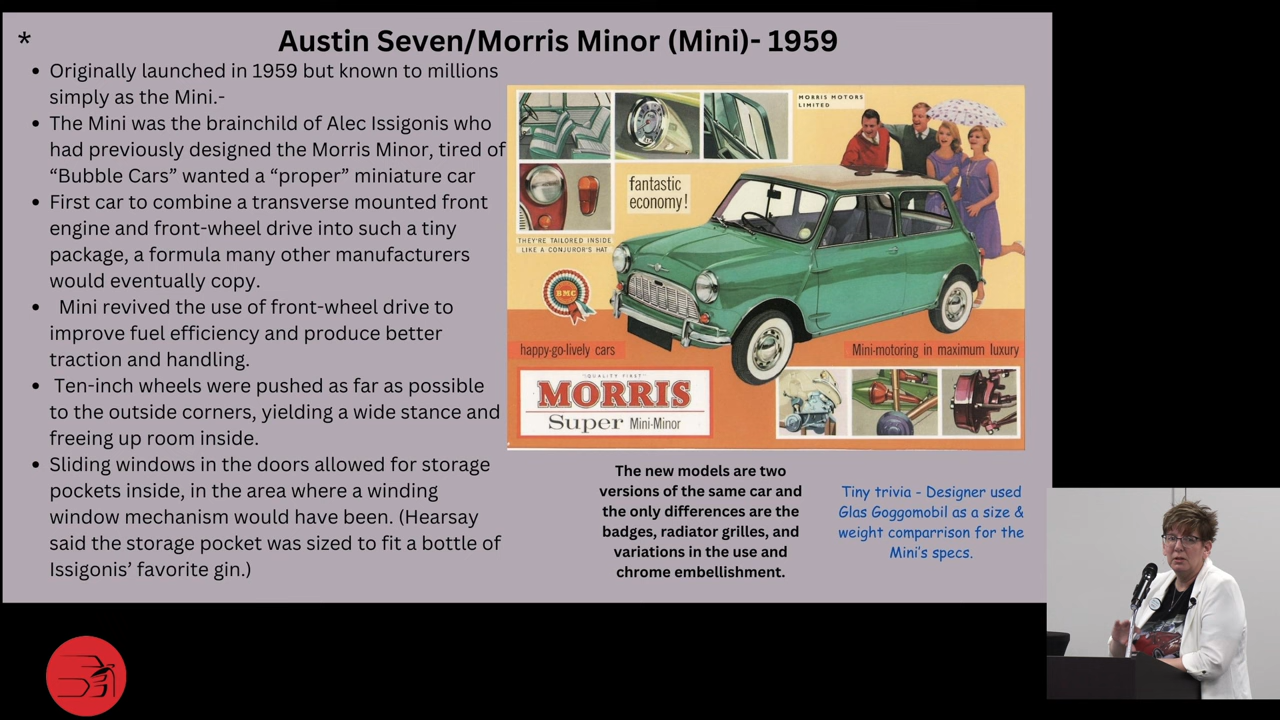 *
Austin Seven/Morris Minor (Mini)- 1959
• Originally launched in 1959 but known to millions
simply as the Mini.-
• The Mini was the brainchild of Alec Issigonis who
had previously designed the Morris Minor, tired of
“Bubble Cars” wanted a “proper” miniature car
• First car to combine a transverse mounted front
engine and front-wheel drive into such a tiny
package, a formula many other manufacturers
would eventually copy.
• Mini revived the use of front-wheel drive to
improve fuel efficiency and produce better
traction and handling.
• Ten-inch wheels were pushed as far as possible
to the outside corners, yielding a wide stance and
freeing up room inside.
• Sliding windows in the doors allowed for storage
pockets inside, in the area where a winding
window mechanism would have been. (Hearsay
said the storage pocket was sized to fit a bottle of
Issigonis’ favorite gin.)
MORRIS MOTORS
LIMITED
fantastic
economy!
THEY'RE TAILORED INSIDE
LIKE A CONJUROR'S HAT
BMC
happy-go-lively cars
Mini-motoring in maximum luxury
"QUALITY FIRST"
MORRIS
Super Mini-Minor
The new models are two
versions of the same car and
the only differences are the
badges, radiator grilles, and
variations in the use and
chrome embellishment.
Tiny trivia - Designer used
Glas Goggomobil as a size &
weight comparrison for the
Mini's specs.